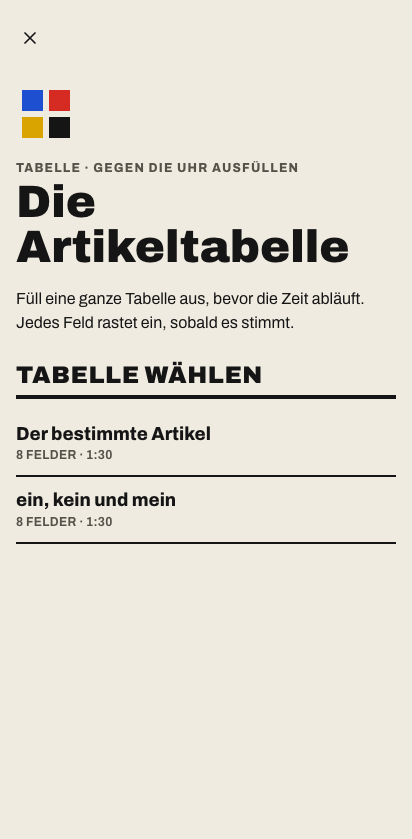 TABELLE · GEGEN DIE UHR AUSFÜLLEN
Die
Artikeltabelle
Füll eine ganze Tabelle aus, bevor die Zeit abläuft.
Jedes Feld rastet ein, sobald es stimmt.
TABELLE WÄHLEN
Der bestimmte Artikel
8 FELDER · 1:30
ein, kein und mein
8 FELDER · 1:30